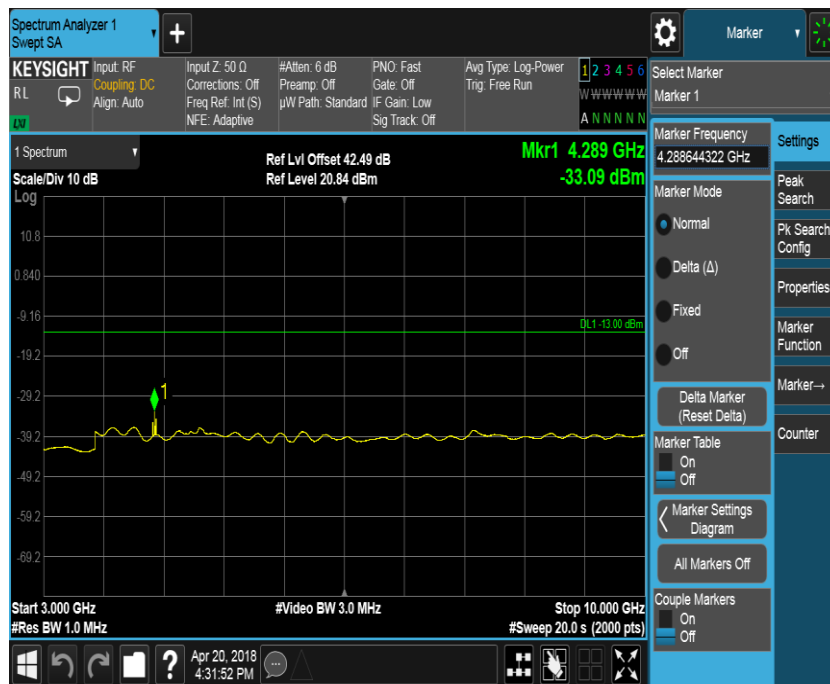 Spectrum Analyzer 1
Swept SA
Marker
KEYSIGHT
RL
LXI
Input: RF
Coupling: DC
Align: Auto
Input Z: 50 Ω
Corrections: Off
Freq Ref: Int (S)
NFE: Adaptive
#Atten: 6 dB
Preamp: Off
µW Path: Standard
PNO: Fast
Gate: Off
IF Gain: Low
Sig Track: Off
Avg Type: Log-Power
Trig: Free Run
1 2 3 4 5 6
W W W W W W
A N N N N N
Select Marker
Marker 1
1 Spectrum
Scale/Div 10 dB
Log
Ref Lvl Offset 42.49 dB
Ref Level 20.84 dBm
Mkr1 4.289 GHz
-33.09 dBm
10.8
0.840
-9.16
-19.2
-29.2
-39.2
-49.2
-59.2
-69.2
DL1 -13.00 dBm
1
Start 3.000 GHz
#Res BW 1.0 MHz
#Video BW 3.0 MHz
Stop 10.000 GHz
#Sweep 20.0 s (2000 pts)
Marker Frequency
4.288644322 GHz
Marker Mode
Normal
Delta (Δ)
Fixed
Off
Delta Marker
(Reset Delta)
Marker Table
On
Off
Marker Settings
Diagram
All Markers Off
Couple Markers
On
Off
Settings
Peak
Search
Pk Search
Config
Properties
Marker
Function
Marker→
Counter
Apr 20, 2018
4:31:52 PM